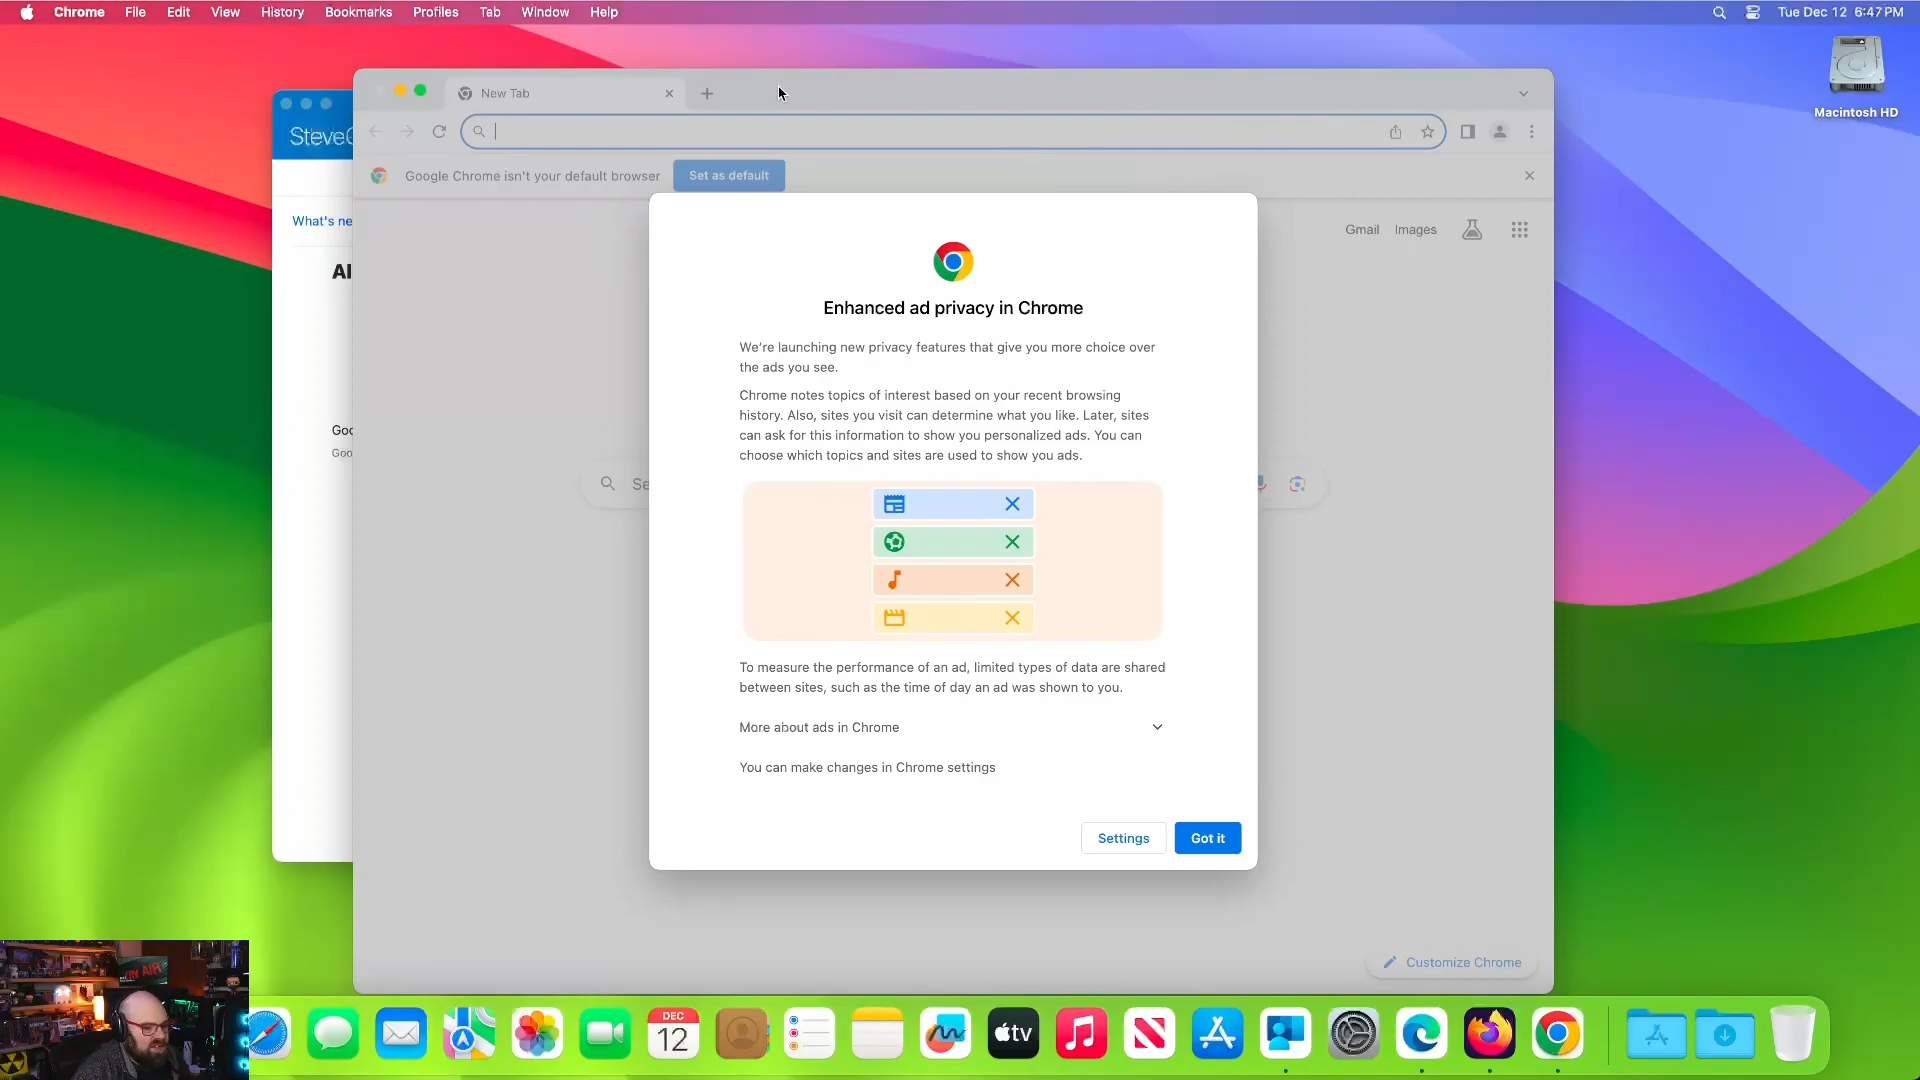 Chrome File Edit View History Bookmarks Profiles Tab Window Help
Tue Dec 12 6:47 PM
Macintosh HD
New Tab
SteveC
Google Chrome isn't your default browser
Set as default
What's ne
Gmail Images
Al
Goo
Goo
Se
Enhanced ad privacy in Chrome
We're launching new privacy features that give you more choice over
the ads you see.
Chrome notes topics of interest based on your recent browsing
history. Also, sites you visit can determine what you like. Later, sites
can ask for this information to show you personalized ads. You can
choose which topics and sites are used to show you ads.
To measure the performance of an ad, limited types of data are shared
between sites, such as the time of day an ad was shown to you.
More about ads in Chrome
You can make changes in Chrome settings
Settings
Got it
Customize Chrome
ON AIR
DEC
12
tv